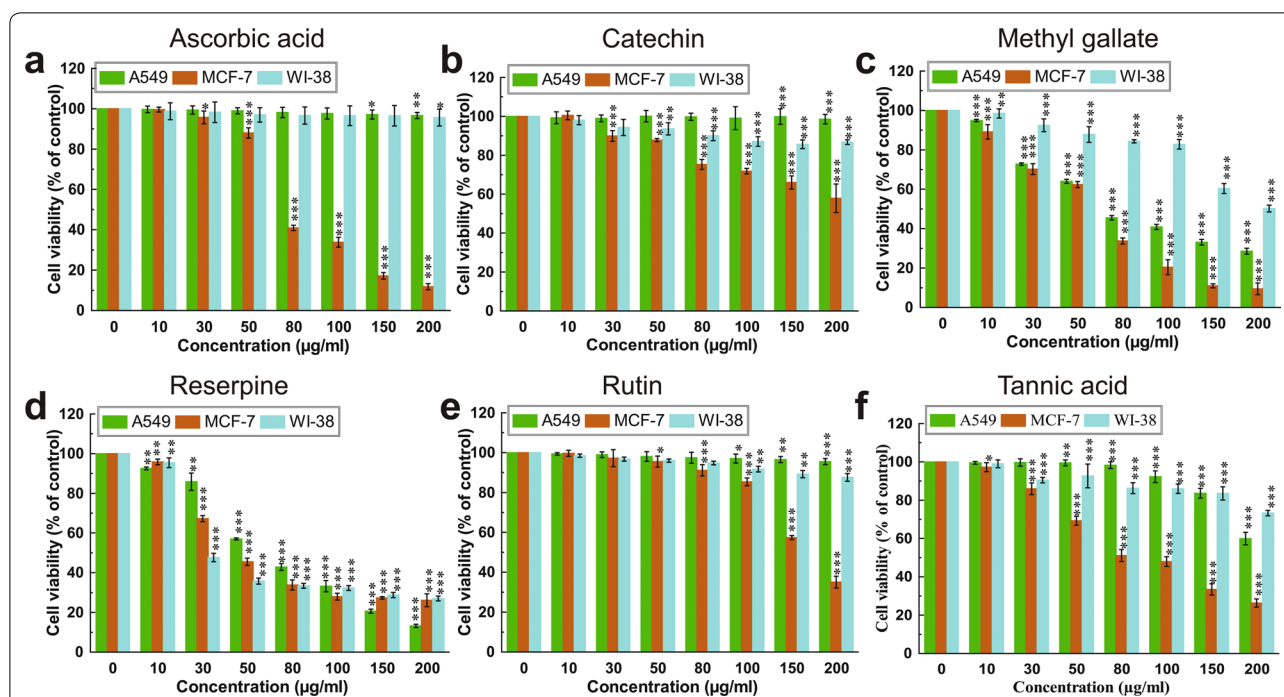 a
Ascorbic acid
A549 MCF-7 WI-38
Cell viability (% of control)
120
100
80
60
40
20
0
* *** *** *** *** * *** ** *** *
0 10 30 50 80 100 150 200
Concentration (µg/ml)
b
Catechin
A549 MCF-7 WI-38
Cell viability (% of control)
120
100
80
60
40
20
0
0 10 30 50 80 100 150 200
Concentration (µg/ml)
c
Methyl gallate
A549 MCF-7 WI-38
Cell viability (% of control)
120
100
80
60
40
20
0
0 10 30 50 80 100 150 200
Concentration (µg/ml)
d
Reserpine
A549 MCF-7 WI-38
Cell viability (% of control)
120
100
80
60
40
20
0
0 10 30 50 80 100 150 200
Concentration (µg/ml)
e
Rutin
A549 MCF-7 WI-38
Cell viability (% of control)
120
100
80
60
40
20
0
0 10 30 50 80 100 150 200
Concentration (µg/ml)
f
Tannic acid
A549 MCF-7 WI-38
Cell viability (% of control)
120
100
80
60
40
20
0
0 10 30 50 80 100 150 200
Concentration (µg/ml)